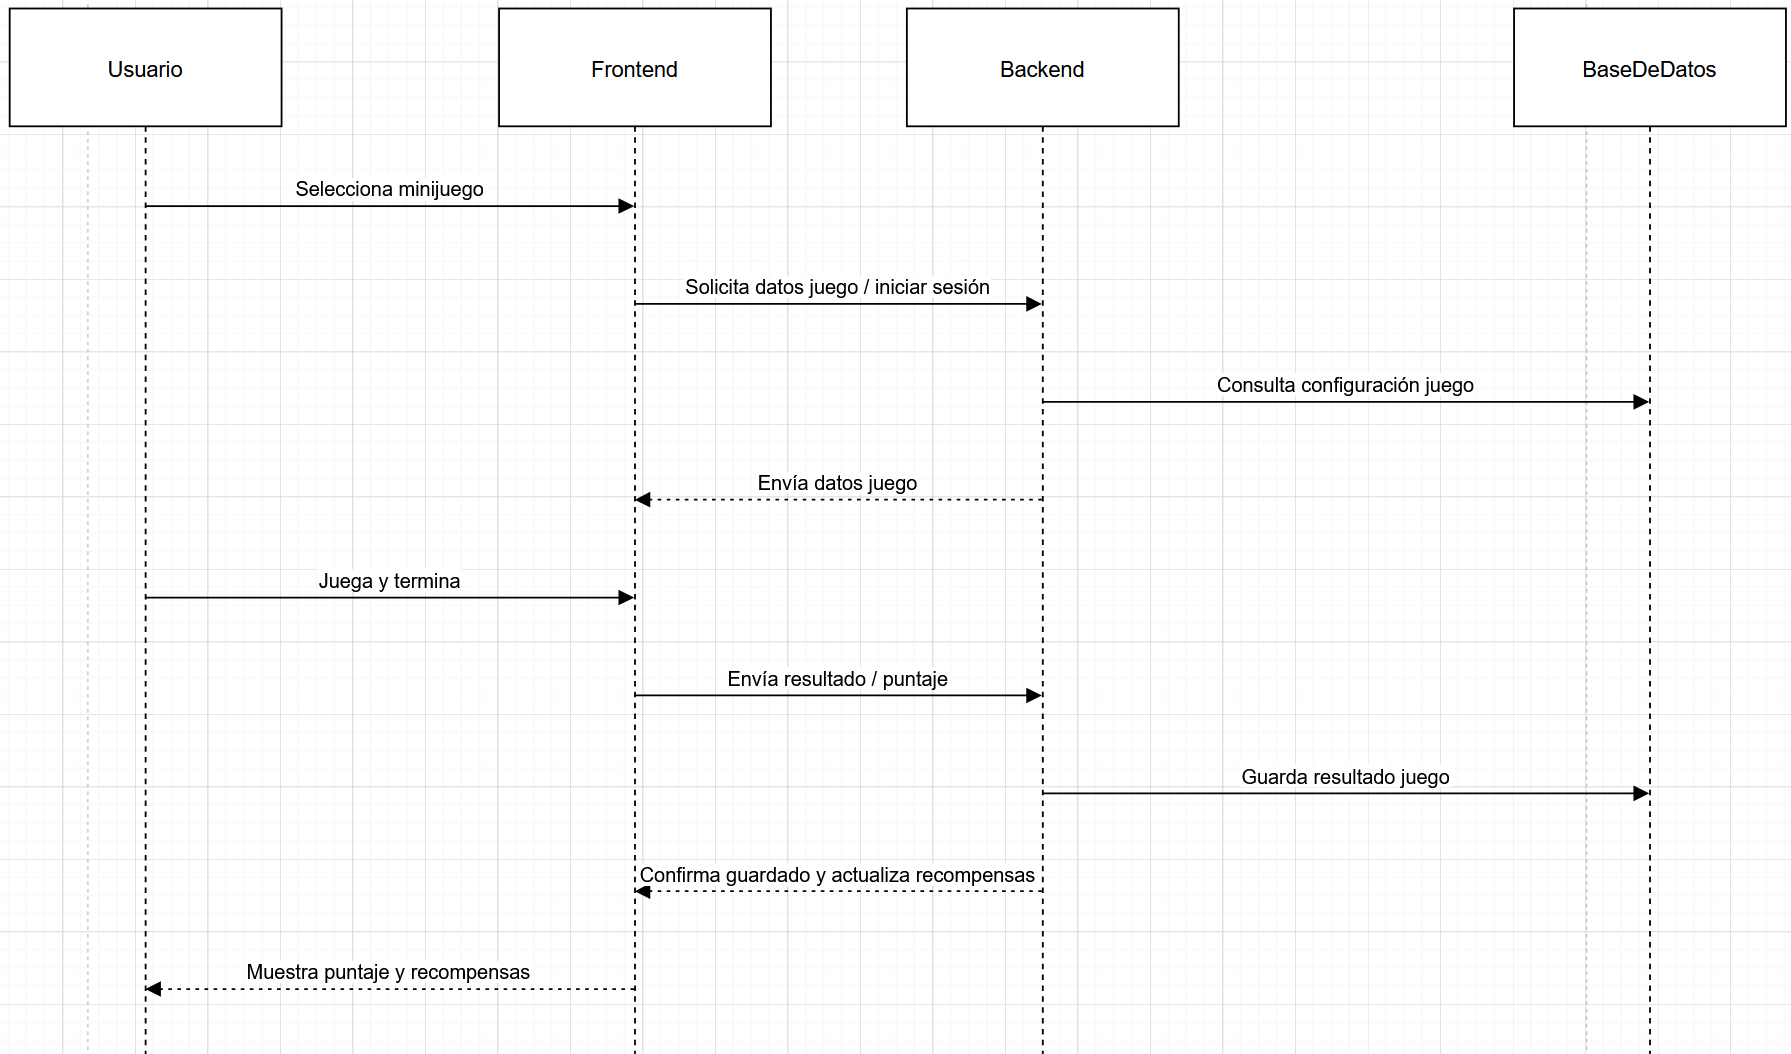 Usuario
Frontend
Backend
BaseDeDatos
Selecciona minijuego
Solicita datos juego / iniciar sesión
Consulta configuración juego
Envía datos juego
Juega y termina
Envía resultado / puntaje
Guarda resultado juego
Confirma guardado y actualiza recompensas
Muestra puntaje y recompensas